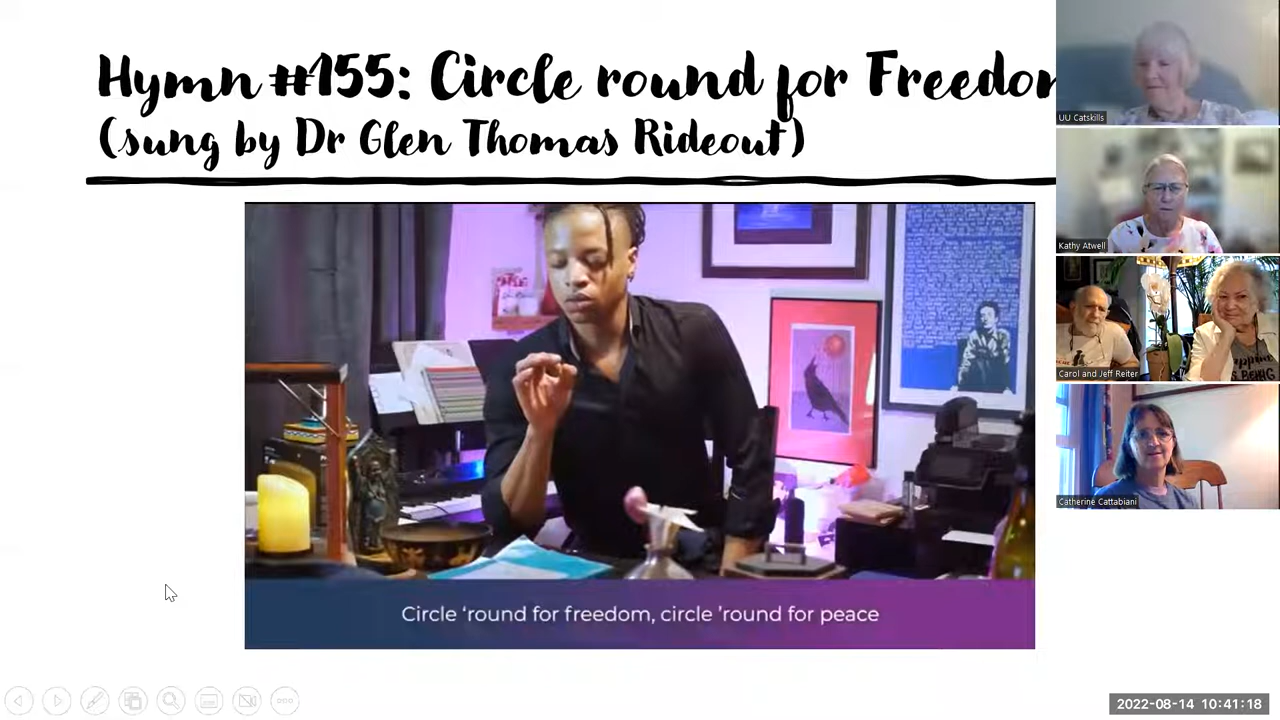 Hymn #155: Circle round for Freedom
(sung by Dr Glen Thomas Rideout)
Circle ‘round for freedom, circle ’round for peace
UU Catskills
Kathy Atwell
Carol and Jeff Reiter
Catherine Cattabiani
2022-08-14 10:41:18